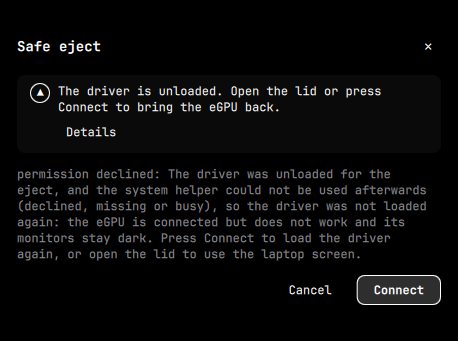 Safe eject
×
The driver is unloaded. Open the lid or press
Connect to bring the eGPU back.
Details
permission declined: The driver was unloaded for the
eject, and the system helper could not be used afterwards
(declined, missing or busy), so the driver was not loaded
again: the eGPU is connected but does not work and its
monitors stay dark. Press Connect to load the driver
again, or open the lid to use the laptop screen.
Cancel
Connect